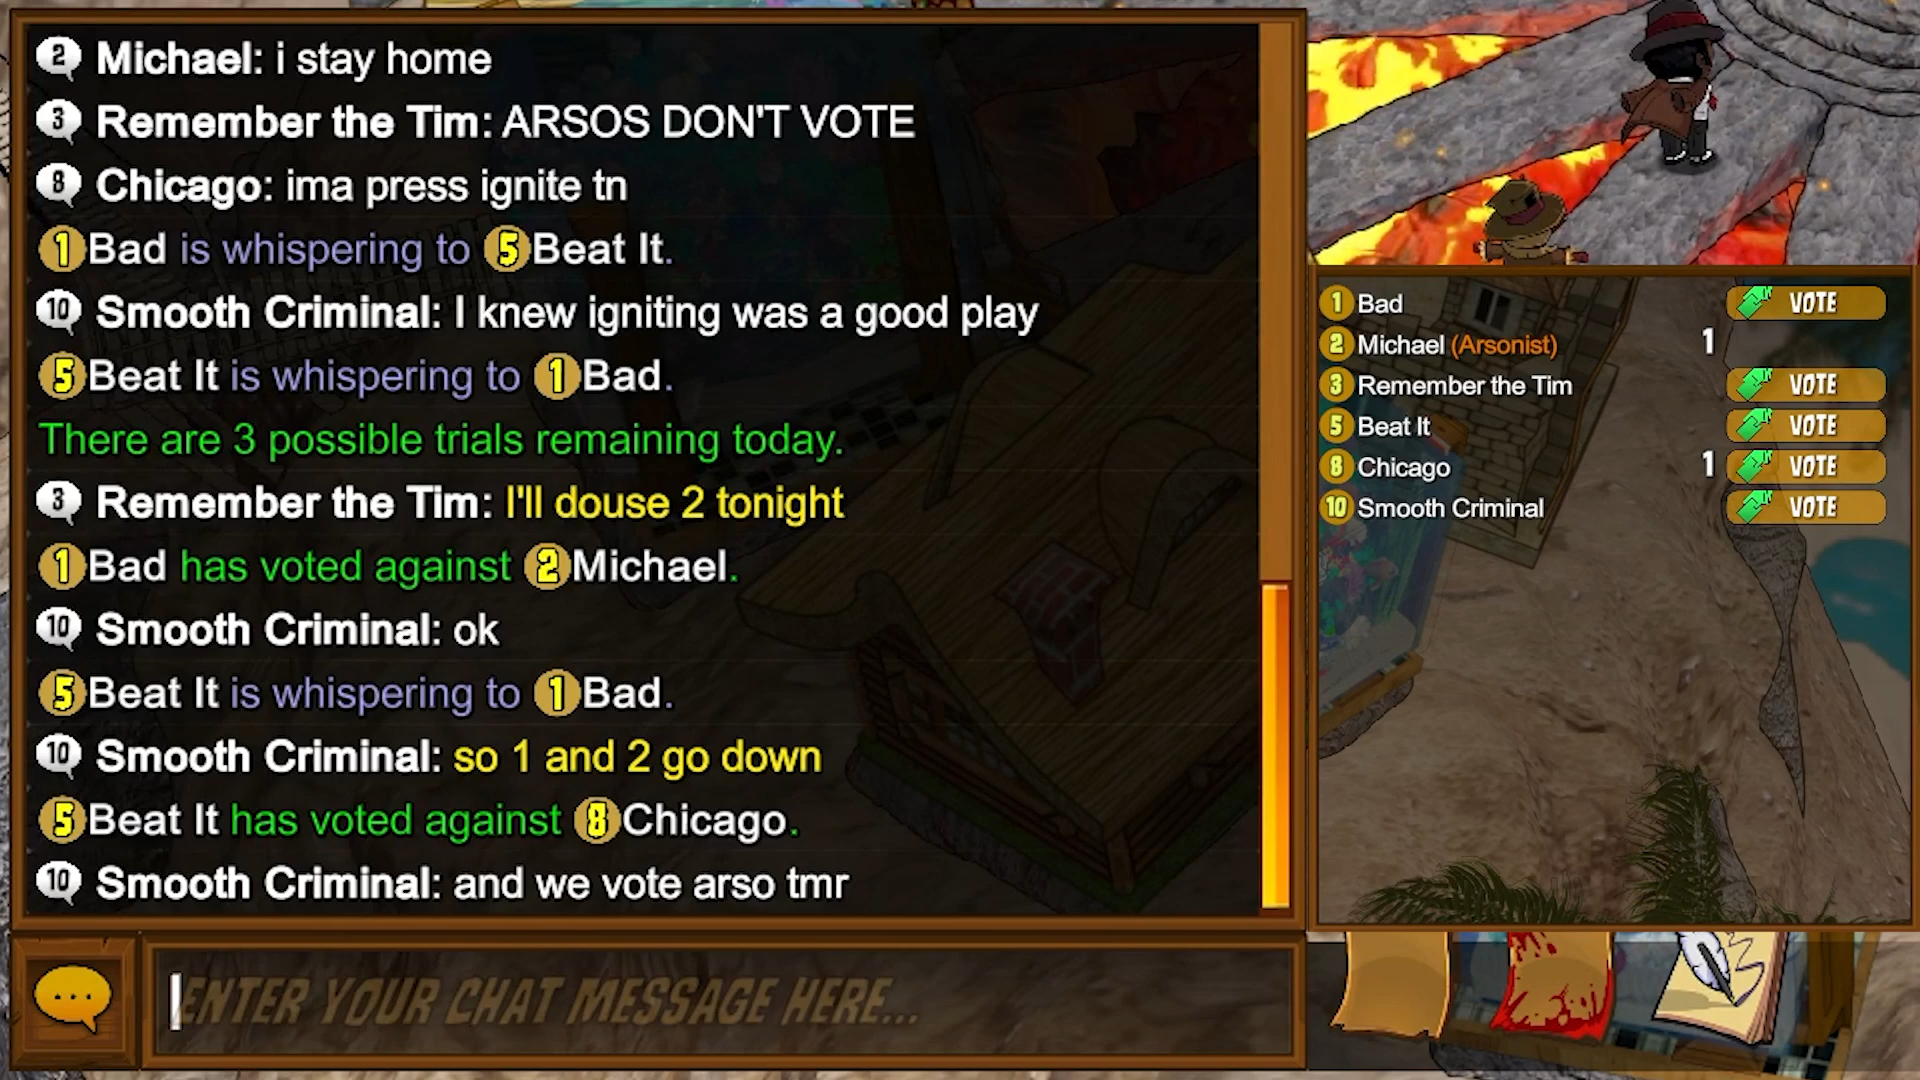 2 Michael: i stay home
3 Remember the Tim: ARSOS DON'T VOTE
8 Chicago: ima press ignite tn
1 Bad is whispering to 5 Beat It.
10 Smooth Criminal: I knew igniting was a good play
5 Beat It is whispering to 1 Bad.
There are 3 possible trials remaining today.
3 Remember the Tim: I'll douse 2 tonight
1 Bad has voted against 2 Michael.
10 Smooth Criminal: ok
5 Beat It is whispering to 1 Bad.
10 Smooth Criminal: so 1 and 2 go down
5 Beat It has voted against 8 Chicago.
10 Smooth Criminal: and we vote arso tmr
ENTER YOUR CHAT MESSAGE HERE...
1 Bad VOTE
2 Michael (Arsonist) 1
3 Remember the Tim VOTE
5 Beat It VOTE
8 Chicago 1 VOTE
10 Smooth Criminal VOTE